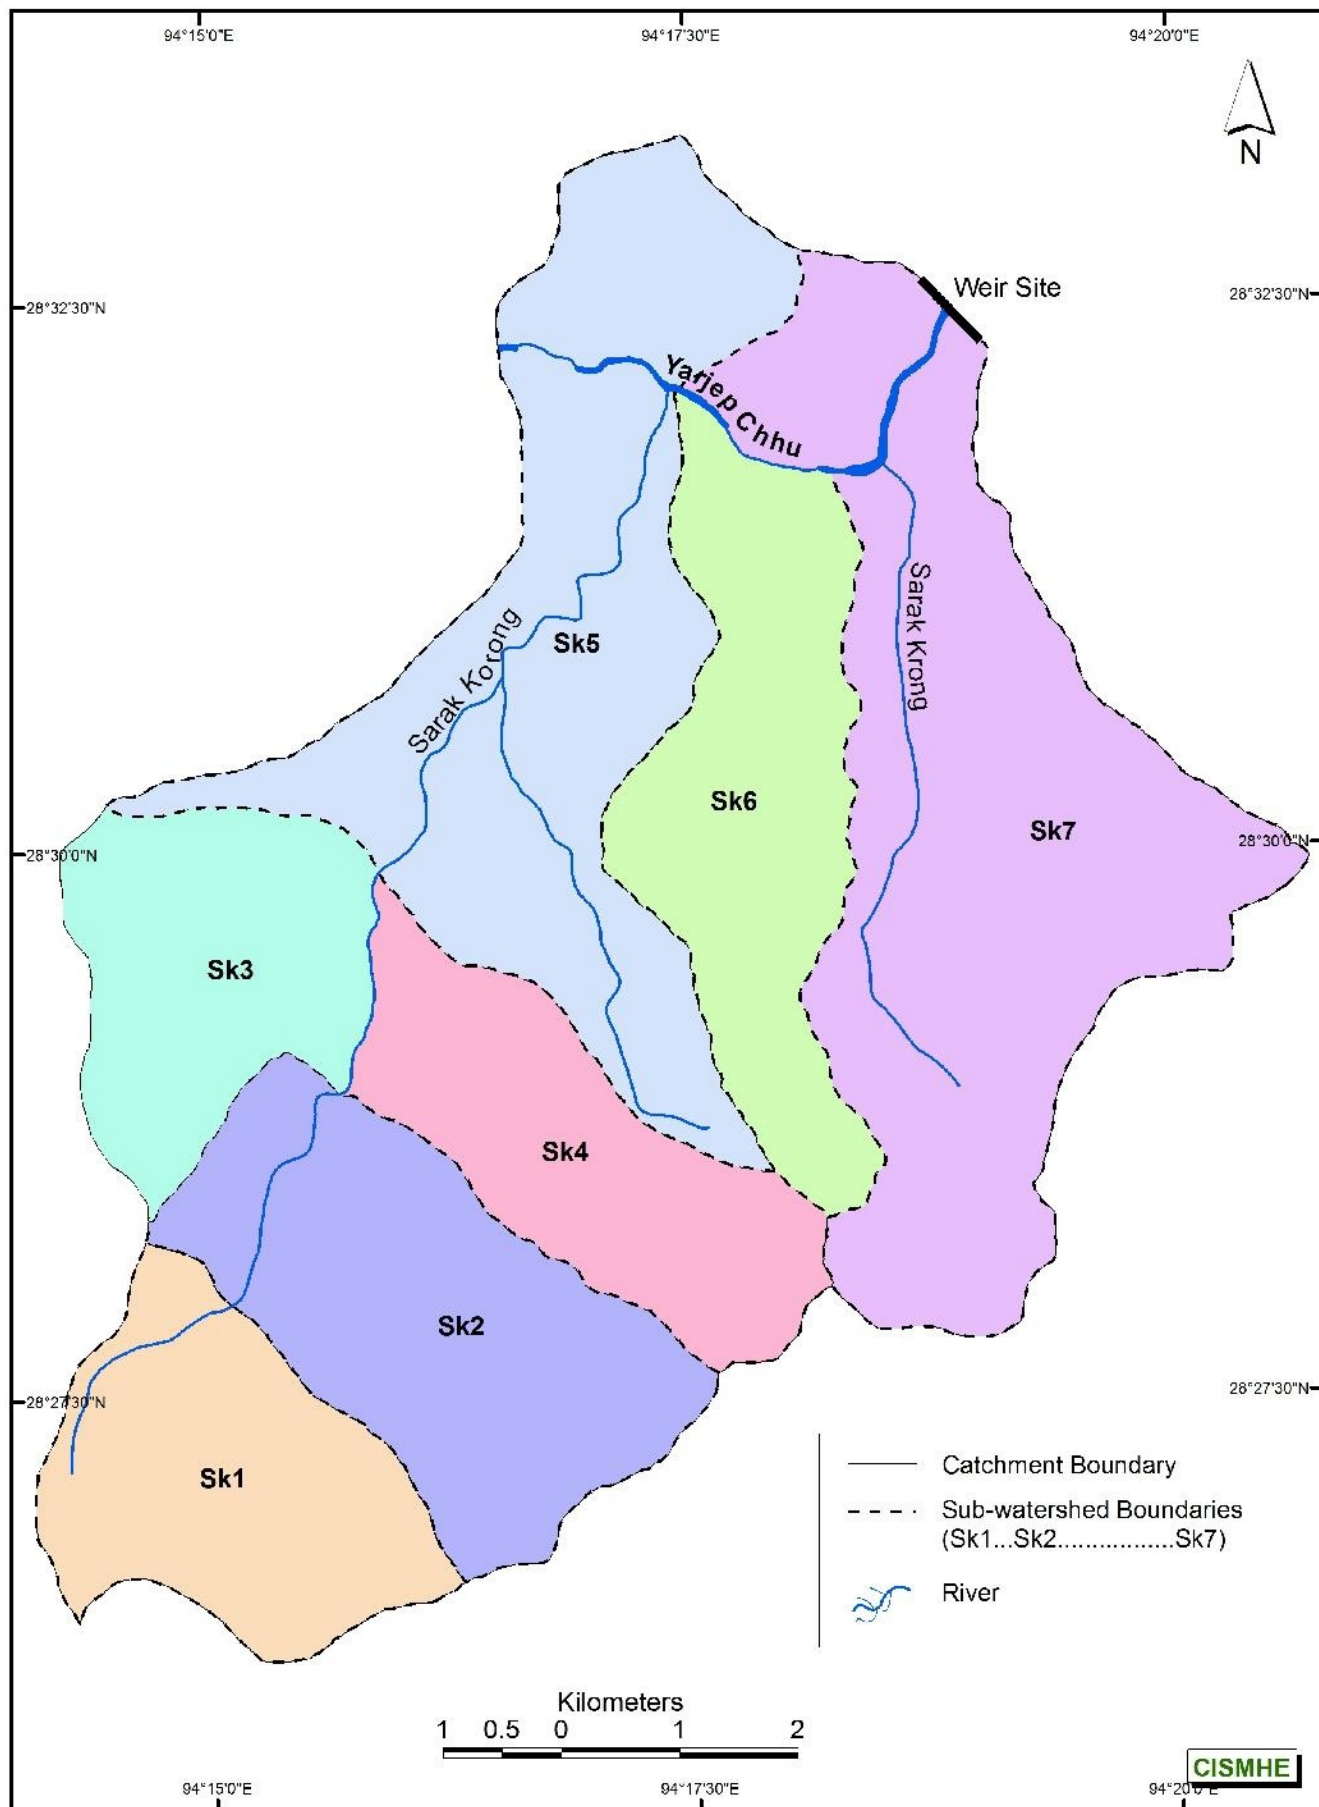 94°15'0"E
94°17'30"E
94°20'0"E
N
Weir Site
28°32'30"N
28°32'30"N
Yarjep Chhu
Sarak Krong
Sarak Korong
Sk5
Sk6
Sk7
28°30'0"N
28°30'0"N
Sk3
Sk4
Sk2
28°27'30"N
28°27'30"N
Sk1
Catchment Boundary
Sub-watershed Boundaries
(Sk1...Sk2.................Sk7)
River
Kilometers
1 0.5 0 1 2
CISMHE
94°15'0"E
94°17'30"E
94°20'0"E